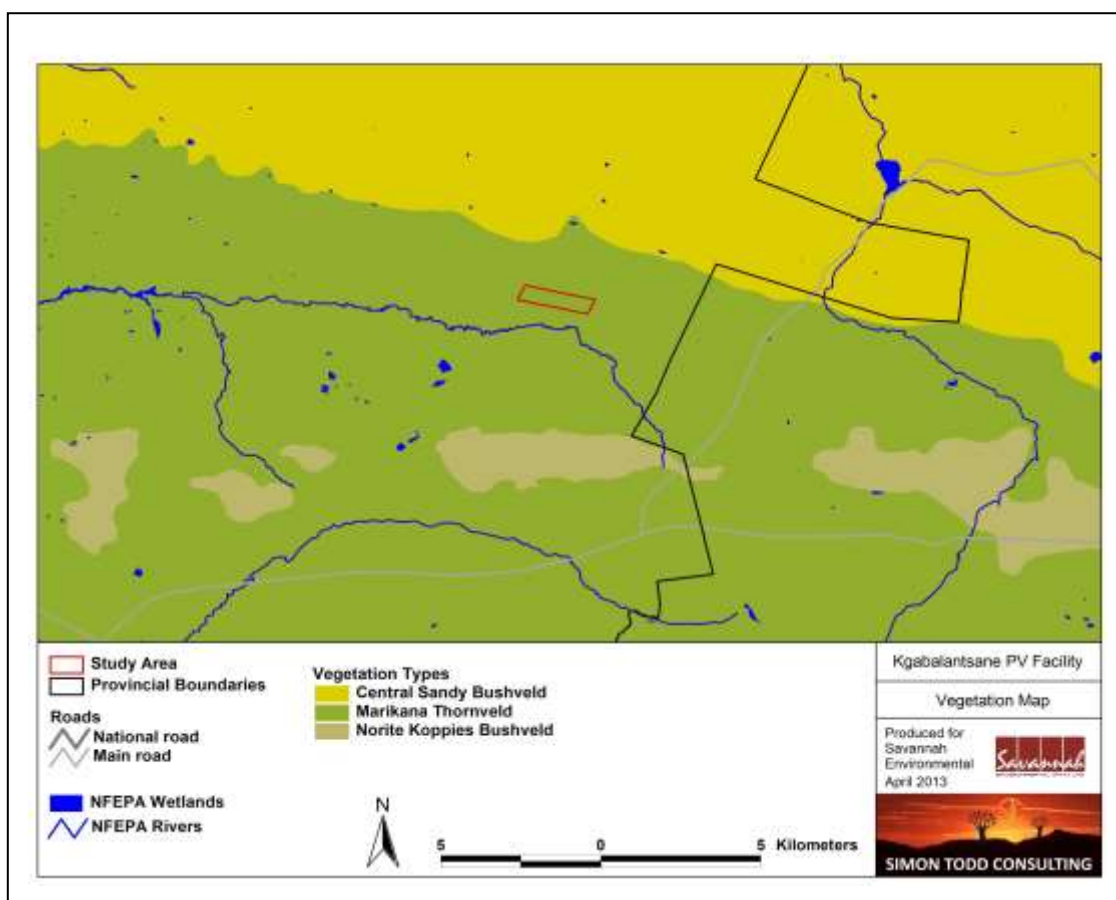 Study Area
Provincial Boundaries
Roads
National road
Main road
NFEPA Wetlands
NFEPA Rivers
Vegetation Types
Central Sandy Bushveld
Marikana Thornveld
Norite Koppies Bushveld
N
5 0 5 Kilometers
Kgabalantsane PV Facility
Vegetation Map
Produced for
Savannah
Environmental
April 2013
Savannah
SIMON TODD CONSULTING